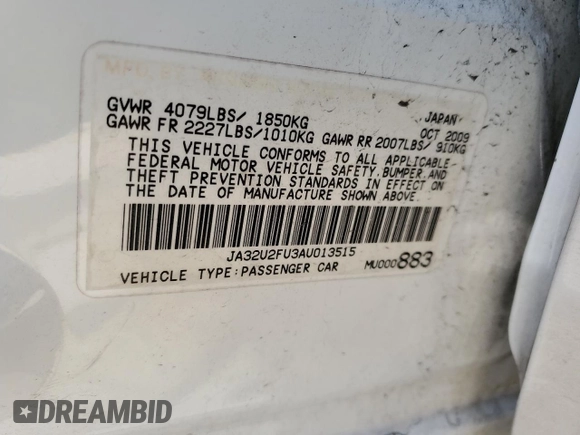 MFD BY
JAPAN
GVWR 4079LBS/ 1850KG OCT 2009
GAWR FR 2227LBS/1010KG GAWR RR 2007LBS/ 910KG
THIS VEHICLE CONFORMS TO ALL APPLICABLE
FEDERAL MOTOR VEHICLE SAFETY,BUMPER,AND
THEFT PREVENTION STANDARDS IN EFFECT ON
THE DATE OF MANUFACTURE SHOWN ABOVE.
JA32U2FU3AU013515
VEHICLE TYPE:PASSENGER CAR MU000883
DREAMBID